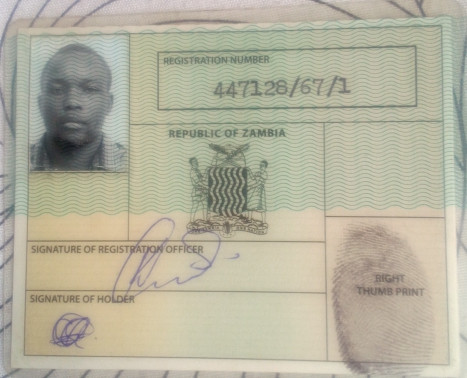 REGISTRATION NUMBER
447128/67/1
REPUBLIC OF ZAMBIA
SIGNATURE OF REGISTRATION OFFICER
SIGNATURE OF HOLDER
RIGHT
THUMB PRINT